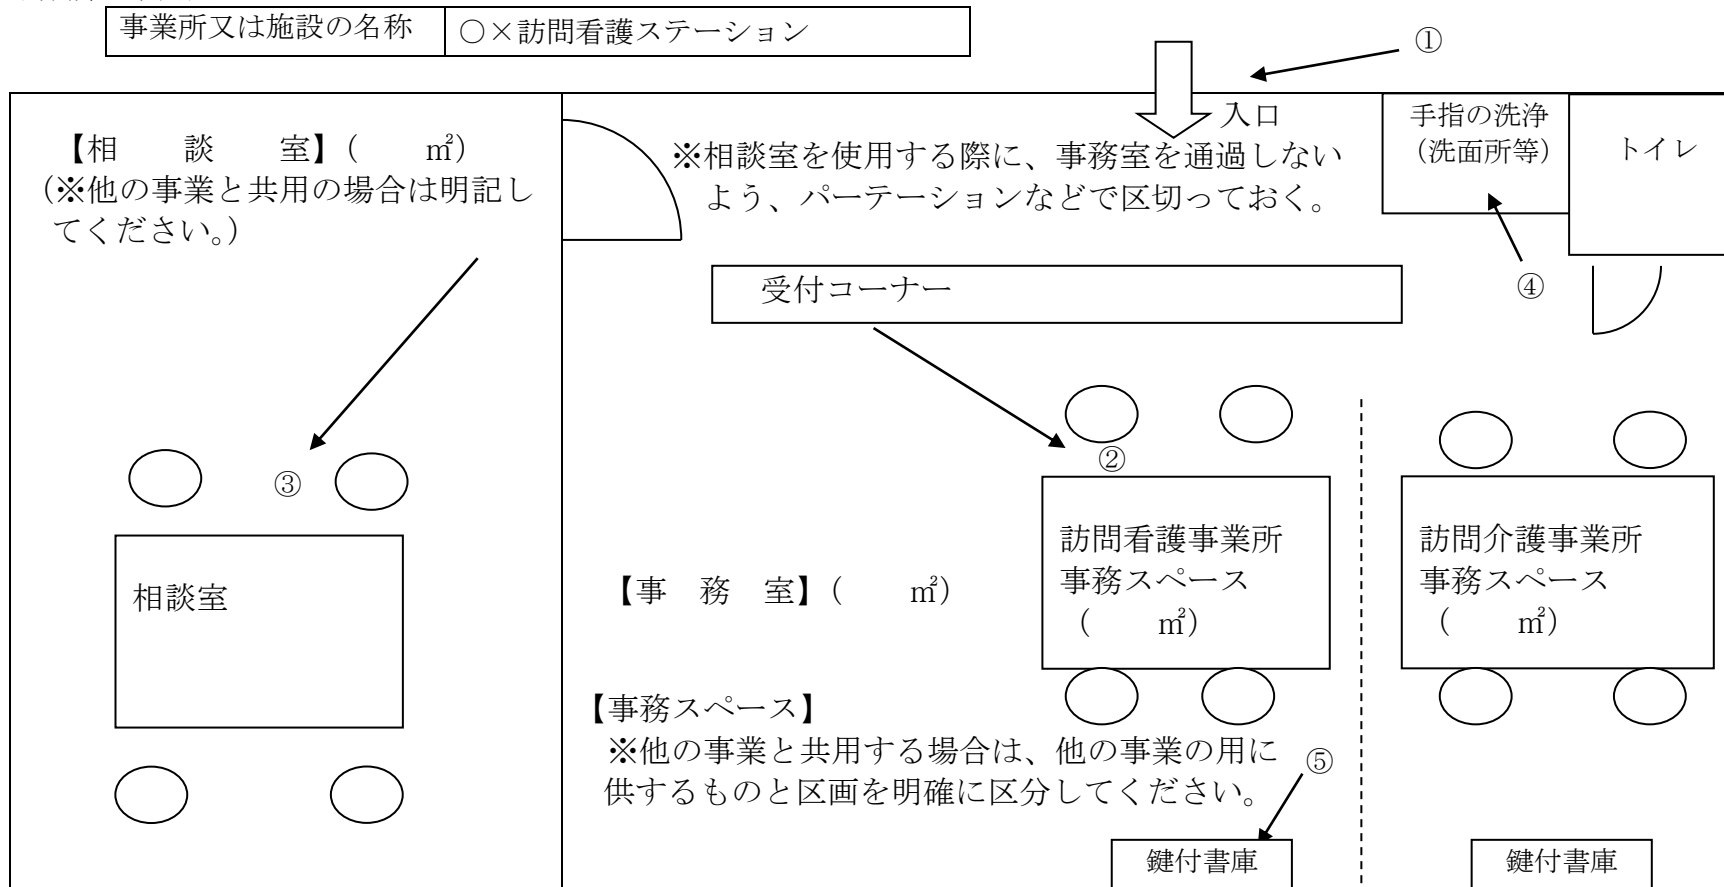 事業所又は施設の名称
○×訪問看護ステーション
①
入口
手指の洗浄
（洗面所等）
トイレ
【相　　談　　室】（　　㎡）
（※他の事業と共用の場合は明記し
てください。）
※相談室を使用する際に、事務室を通過しない
よう、パーテーションなどで区切っておく。
受付コーナー
④
②
③
相談室
【事　務　室】（　　㎡）
訪問看護事業所
事務スペース
（　　㎡）
訪問介護事業所
事務スペース
（　　㎡）
【事務スペース】
※他の事業と共用する場合は、他の事業の用に
供するものと区画を明確に区分してください。
⑤
鍵付書庫
鍵付書庫